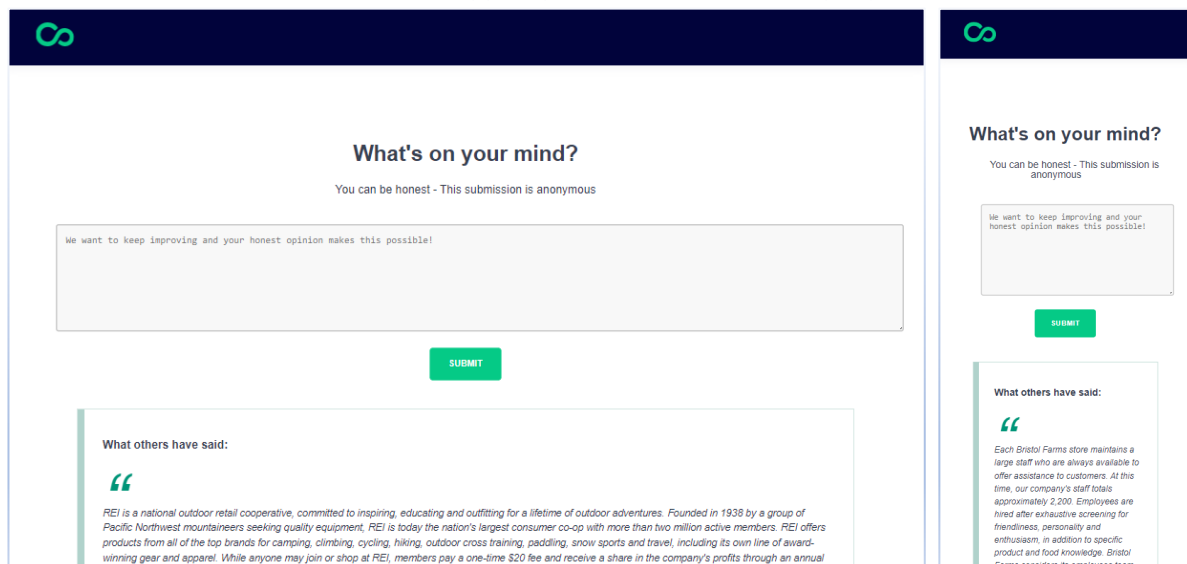 What's on your mind?
You can be honest - This submission is anonymous
We want to keep improving and your honest opinion makes this possible!
SUBMIT
What others have said:
“
REI is a national outdoor retail cooperative, committed to inspiring, educating and outfitting for a lifetime of outdoor adventures. Founded in 1938 by a group of
Pacific Northwest mountaineers seeking quality equipment, REI is today the nation's largest consumer co-op with more than two million active members. REI offers
products from all of the top brands for camping, climbing, cycling, hiking, outdoor cross training, paddling, snow sports and travel, including its own line of award-
winning gear and apparel. While anyone may join or shop at REI, members pay a one-time $20 fee and receive a share in the company's profits through an annual
What's on your mind?
You can be honest - This submission is
anonymous
We want to keep improving and your
honest opinion makes this possible!
SUBMIT
What others have said:
“
Each Bristol Farms store maintains a
large staff who are always available to
offer assistance to customers. At this
time, our company's staff totals
approximately 2,200. Employees are
hired after exhaustive screening for
friendliness, personality and
enthusiasm, in addition to specific
product and food knowledge. Bristol
Farms considers its employees team